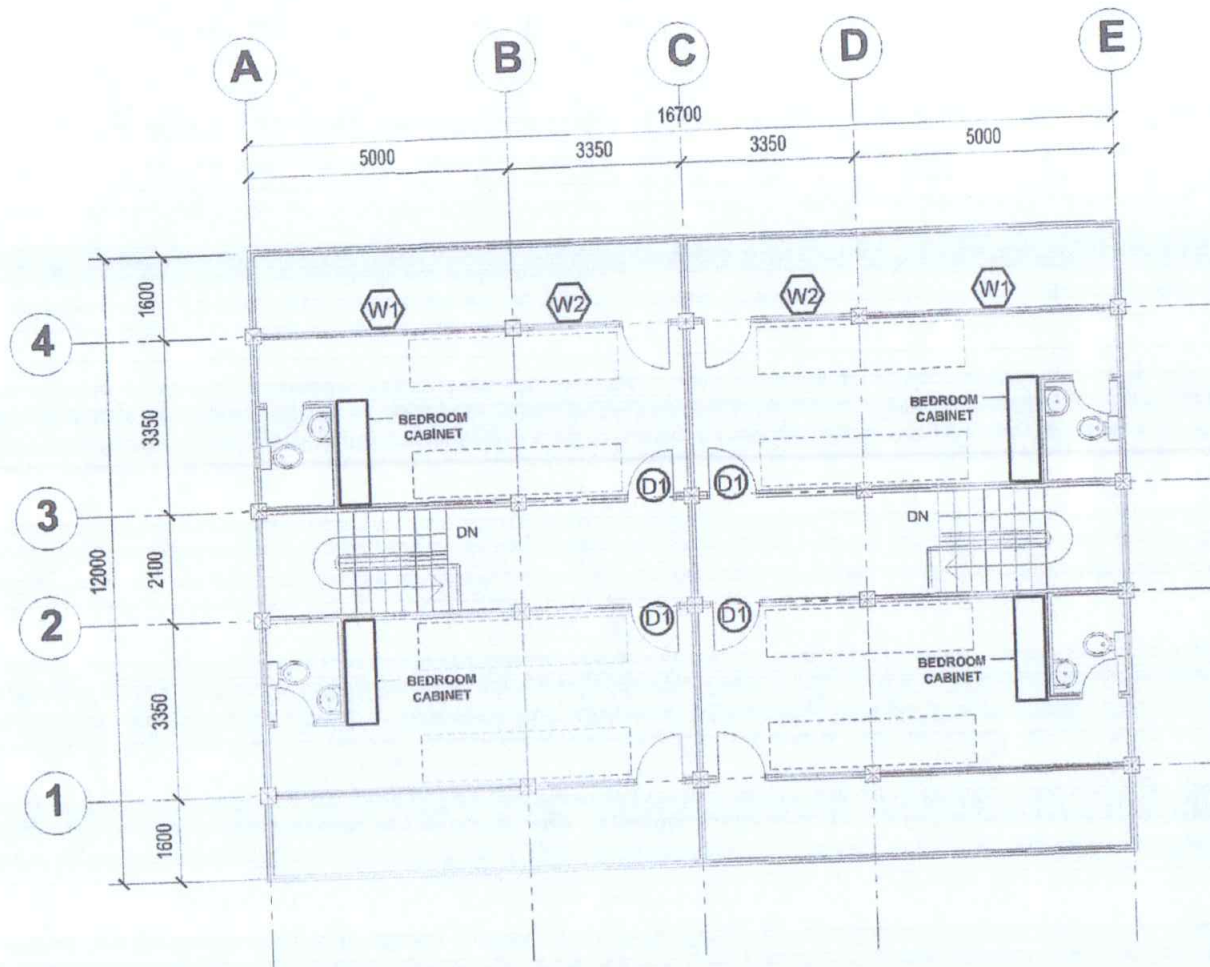 A
B
C
D
E
16700
5000
3350
3350
5000
W1
W2
W2
W1
4
3
2
1
1600
3350
2100
3350
1600
12000
BEDROOM
CABINET
BEDROOM
CABINET
D1
D1
DN
DN
D1
D1
BEDROOM
CABINET
BEDROOM
CABINET